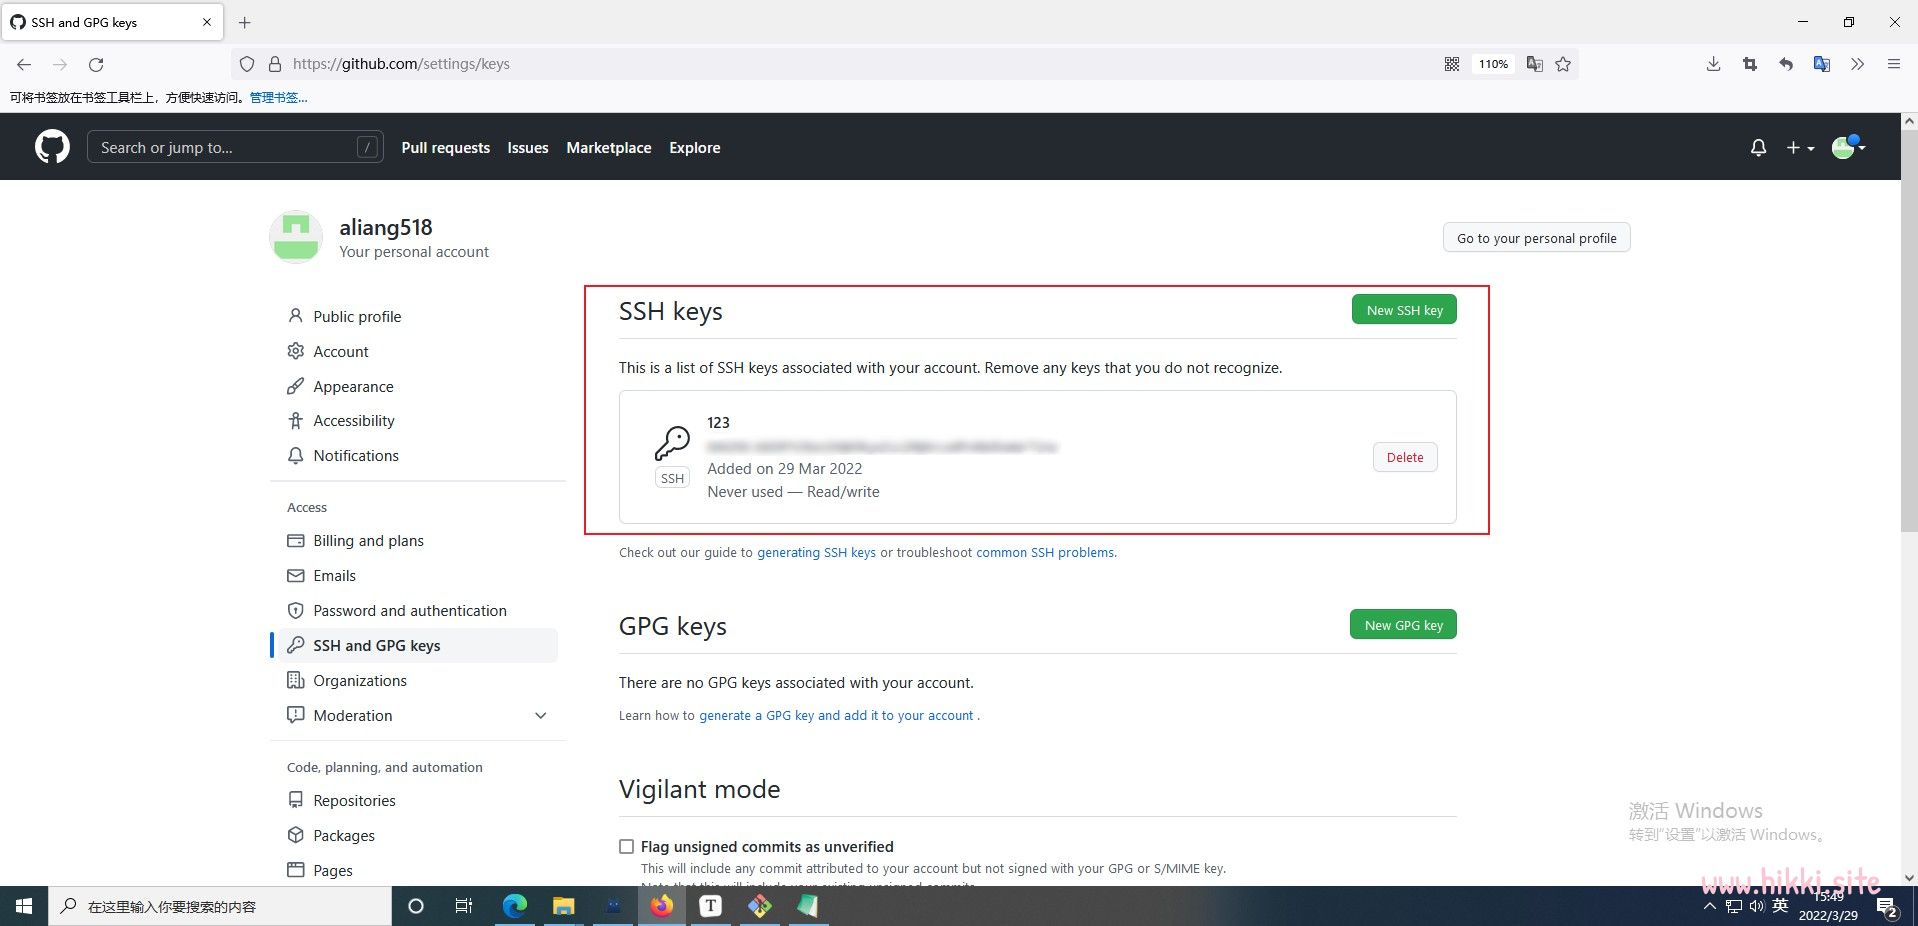 SSH and GPG keys
https://github.com/settings/keys
110%
可将书签放在书签工具栏上，方便快速访问。管理书签...
Search or jump to...
/
Pull requests
Issues
Marketplace
Explore
aliang518
Your personal account
Go to your personal profile
Public profile
Account
Appearance
Accessibility
Notifications
Access
Billing and plans
Emails
Password and authentication
SSH and GPG keys
Organizations
Moderation
Code, planning, and automation
Repositories
Packages
Pages
SSH keys
New SSH key
This is a list of SSH keys associated with your account. Remove any keys that you do not recognize.
123
SSH
Added on 29 Mar 2022
Never used — Read/write
Delete
Check out our guide to generating SSH keys or troubleshoot common SSH problems.
GPG keys
New GPG key
There are no GPG keys associated with your account.
Learn how to generate a GPG key and add it to your account .
Vigilant mode
Flag unsigned commits as unverified
This will include any commit attributed to your account but not signed with your GPG or S/MIME key.
Note that this will include your existing unsigned commits.
激活 Windows
转到"设置"以激活 Windows。
www.hikki.site
在这里输入你要搜索的内容
T
英
15:49
2022/3/29
2